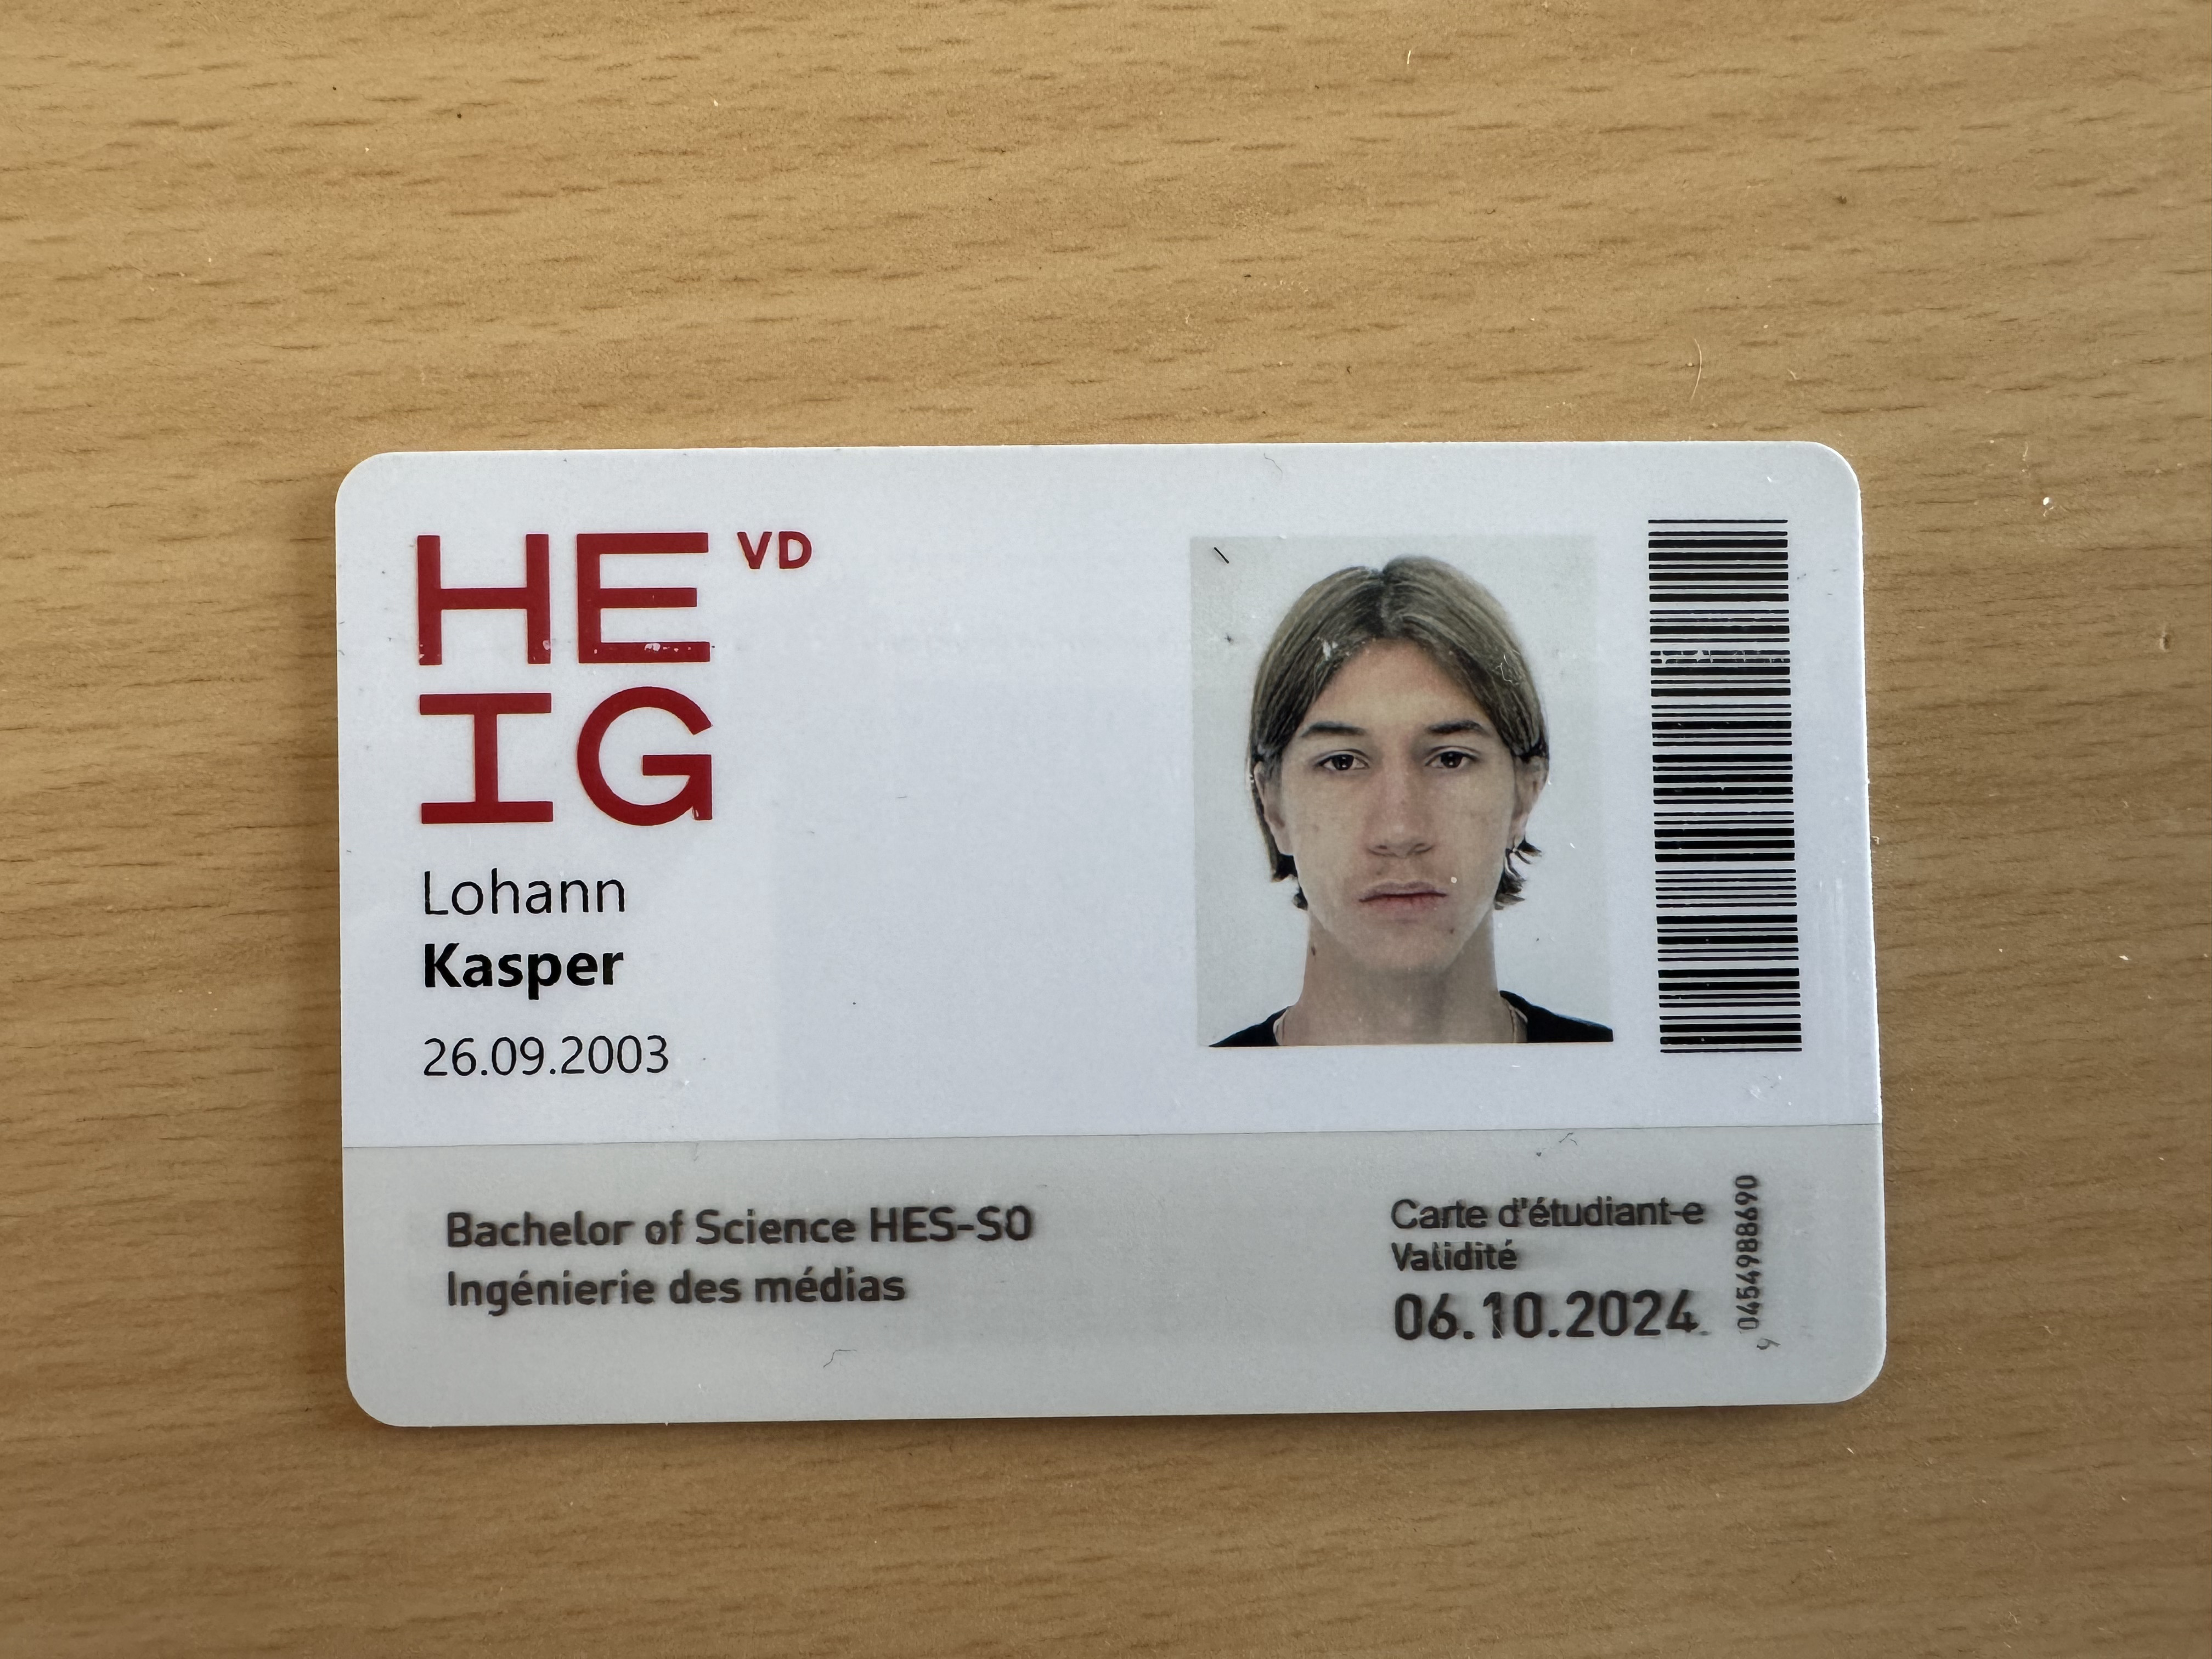 HE VD
IG
Lohann
Kasper
26.09.2003
Bachelor of Science HES-SO
Ingénierie des médias
Carte d'étudiant-e
Validité
06.10.2024
0454988690